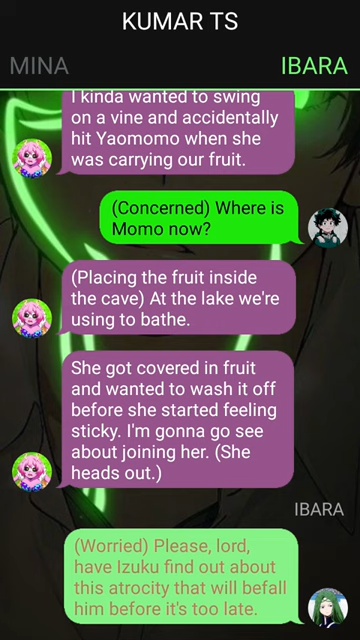 KUMAR TS
MINA
IBARA
I kinda wanted to swing
on a vine and accidentally
hit Yaomomo when she
was carrying our fruit.
(Concerned) Where is
Momo now?
(Placing the fruit inside
the cave) At the lake we're
using to bathe.
She got covered in fruit
and wanted to wash it off
before she started feeling
sticky. I'm gonna go see
about joining her. (She
heads out.)
IBARA
(Worried) Please, lord,
have Izuku find out about
this atrocity that will befall
him before it's too late.